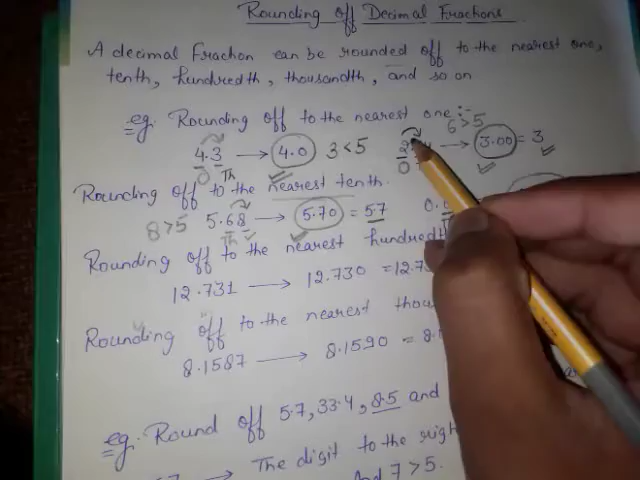 Rounding off Decimal Fractions
A decimal fraction can be rounded off to the nearest one,
tenth, hundredth, thousandth, and so on
eg. Rounding off to the nearest one :-
6 > 5
4.3 → 4.0 3 < 5 → 3.00 = 3
O Th O
Rounding off to the nearest tenth.
8 > 5 5.68 → 5.70 = 5.7
Th
Rounding off to the nearest hundredth
12.731 → 12.730 = 12.73
Rounding off to the nearest
8.1587 → 8.1590 =
eg. Round off 5.7, 33.4, 8.5 and
→ The digit to the right
And 7 > 5.